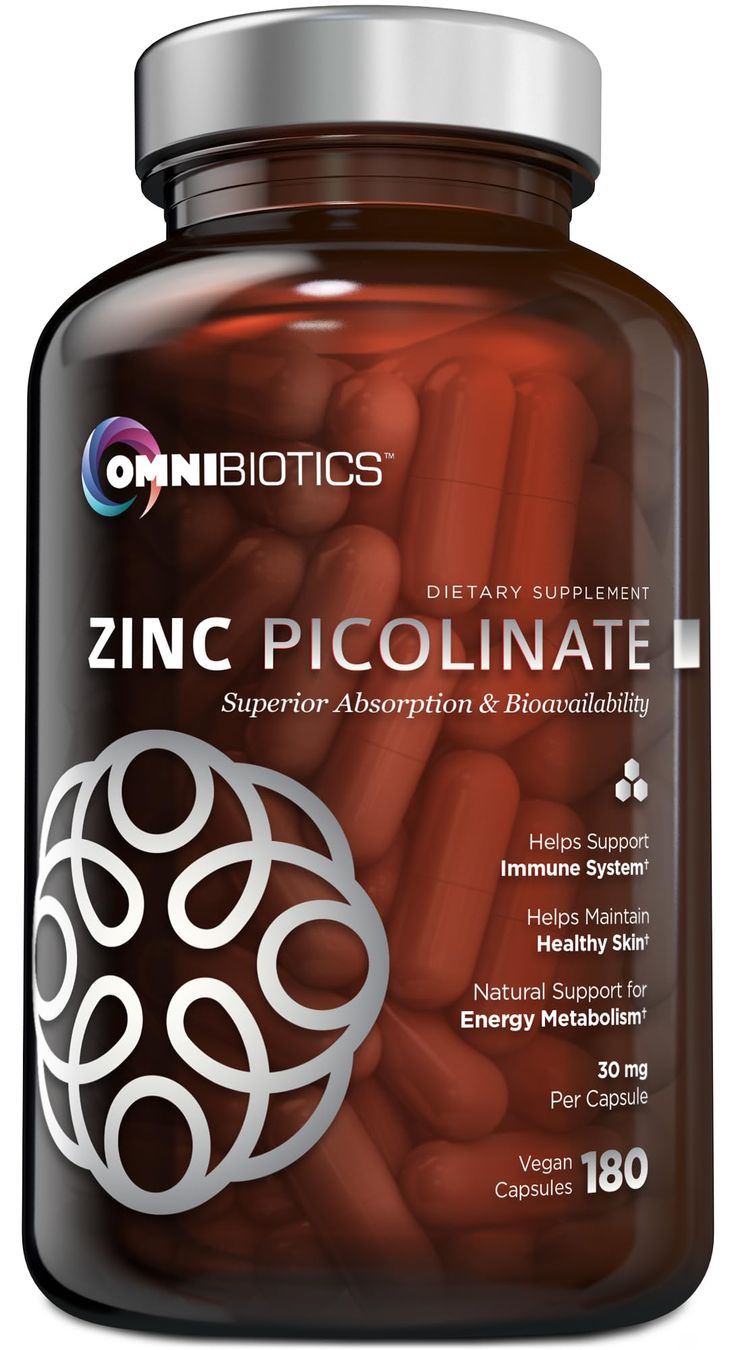 OMNIBIOTICS™
DIETARY SUPPLEMENT
ZINC PICOLINATE
Superior Absorption & Bioavailability
Helps Support
Immune System†
Helps Maintain
Healthy Skin†
Natural Support for
Energy Metabolism†
30 mg
Per Capsule
Vegan
Capsules 180